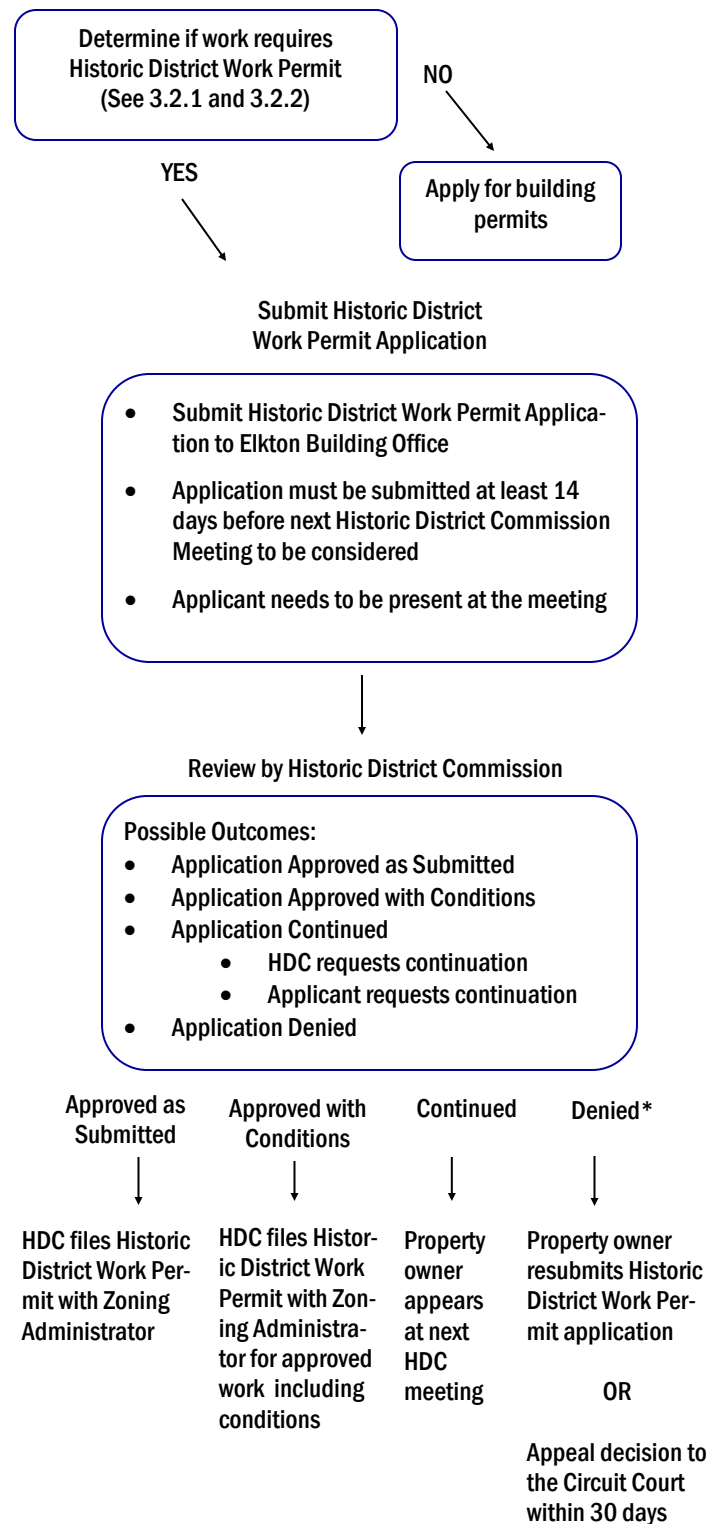 Determine if work requires
Historic District Work Permit
(See 3.2.1 and 3.2.2)
NO
YES
Apply for building
permits
Submit Historic District
Work Permit Application
• Submit Historic District Work Permit Applica-
tion to Elkton Building Office
• Application must be submitted at least 14
days before next Historic District Commission
Meeting to be considered
• Applicant needs to be present at the meeting
Review by Historic District Commission
Possible Outcomes:
• Application Approved as Submitted
• Application Approved with Conditions
• Application Continued
• HDC requests continuation
• Applicant requests continuation
• Application Denied
Approved as
Submitted
Approved with
Conditions
Continued
Denied*
HDC files Historic
District Work Per-
mit with Zoning
Administrator
HDC files Histor-
ic District Work
Permit with Zon-
ing Administra-
tor for approved
work including
conditions
Property
owner
appears
at next
HDC
meeting
Property owner
resubmits Historic
District Work Per-
mit application
OR
Appeal decision to
the Circuit Court
within 30 days